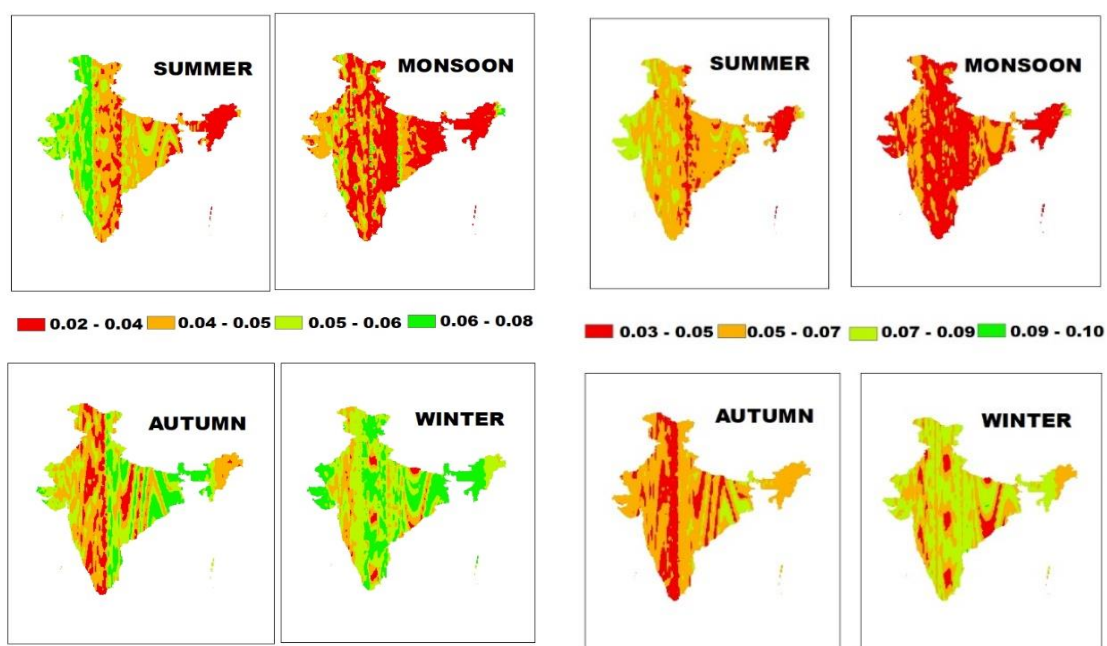 SUMMER
MONSOON
SUMMER
MONSOON
0.02 - 0.04 0.04 - 0.05 0.05 - 0.06 0.06 - 0.08
0.03 - 0.05 0.05 - 0.07 0.07 - 0.09 0.09 - 0.10
AUTUMN
WINTER
AUTUMN
WINTER